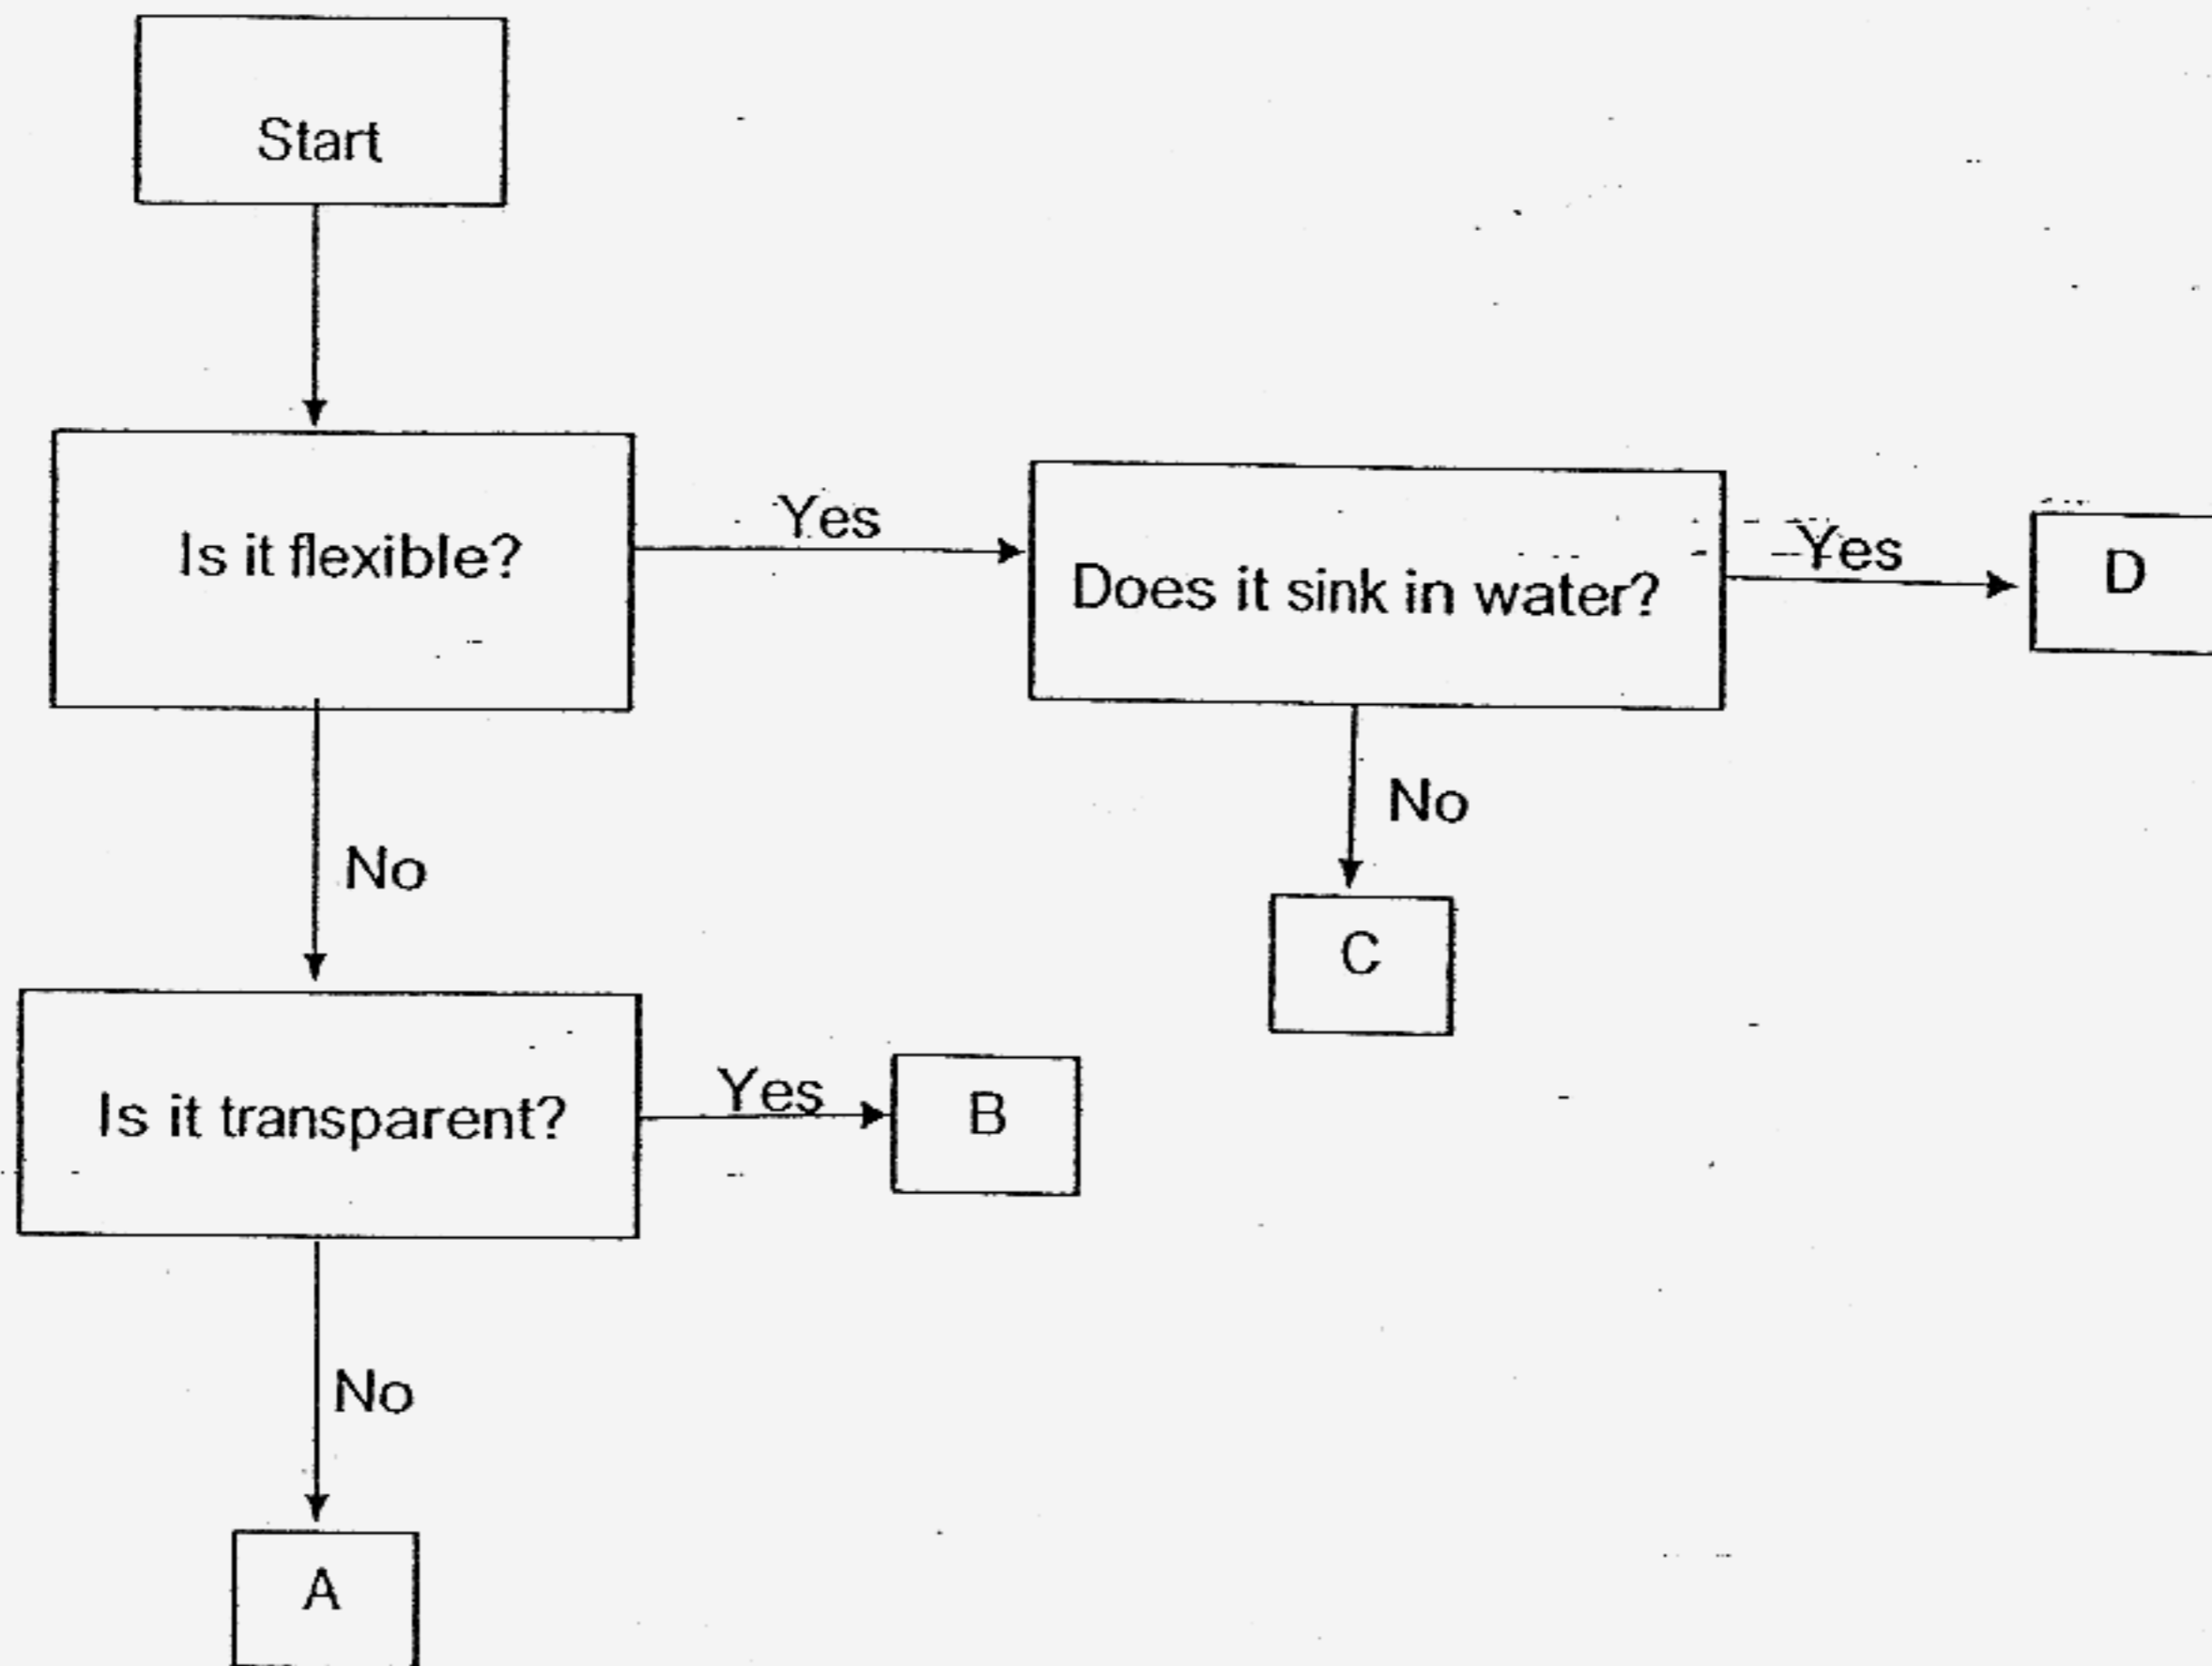 Start
Is it flexible?
Yes
Does it sink in water?
Yes
D
No
No
C
Is it transparent?
Yes
B
No
A